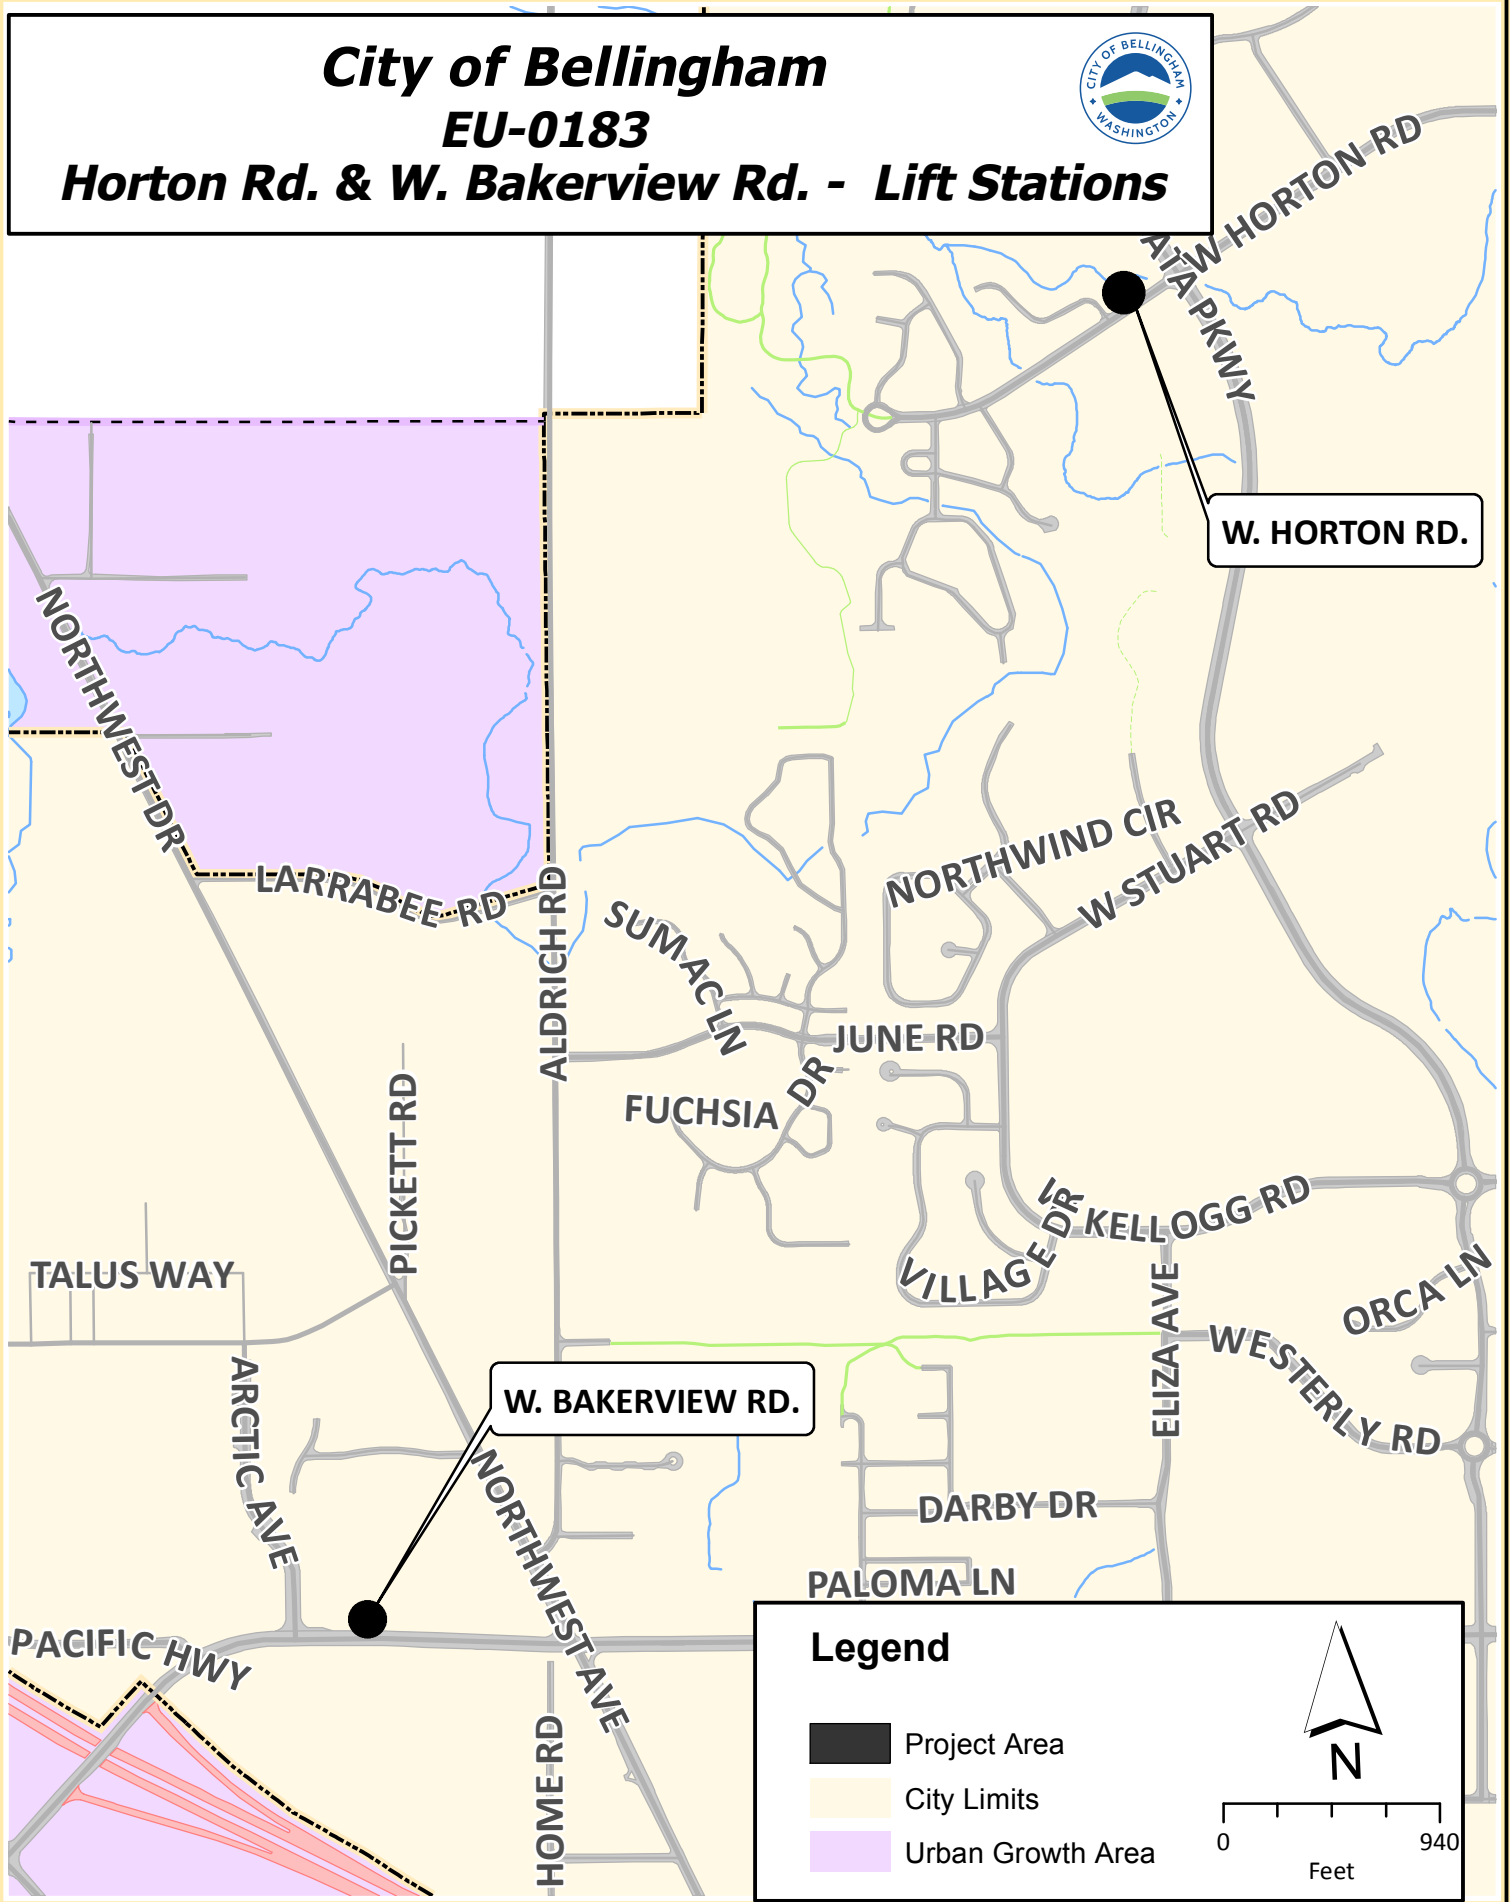 City of Bellingham
EU-0183
Horton Rd. & W. Bakerview Rd. - Lift Stations
CITY OF BELLINGHAM
WASHINGTON
W HORTON RD
PKWY
W. HORTON RD.
NORTHWEST DR
LARRABEE RD
ALDRICH RD
NORTHWIND CIR
W STUART RD
SUMAC LN
JUNE RD
FUCHSIA DR
PICKETT RD
W KELLOGG RD
VILLAGE DR
TALUS WAY
ELIZA AVE
ORCA LN
WESTERLY RD
ARCTIC AVE
W. BAKERVIEW RD.
NORTHWEST AVE
DARBY DR
PALOMA LN
PACIFIC HWY
HOME RD
Legend
Project Area
City Limits
Urban Growth Area
N
0 940
Feet